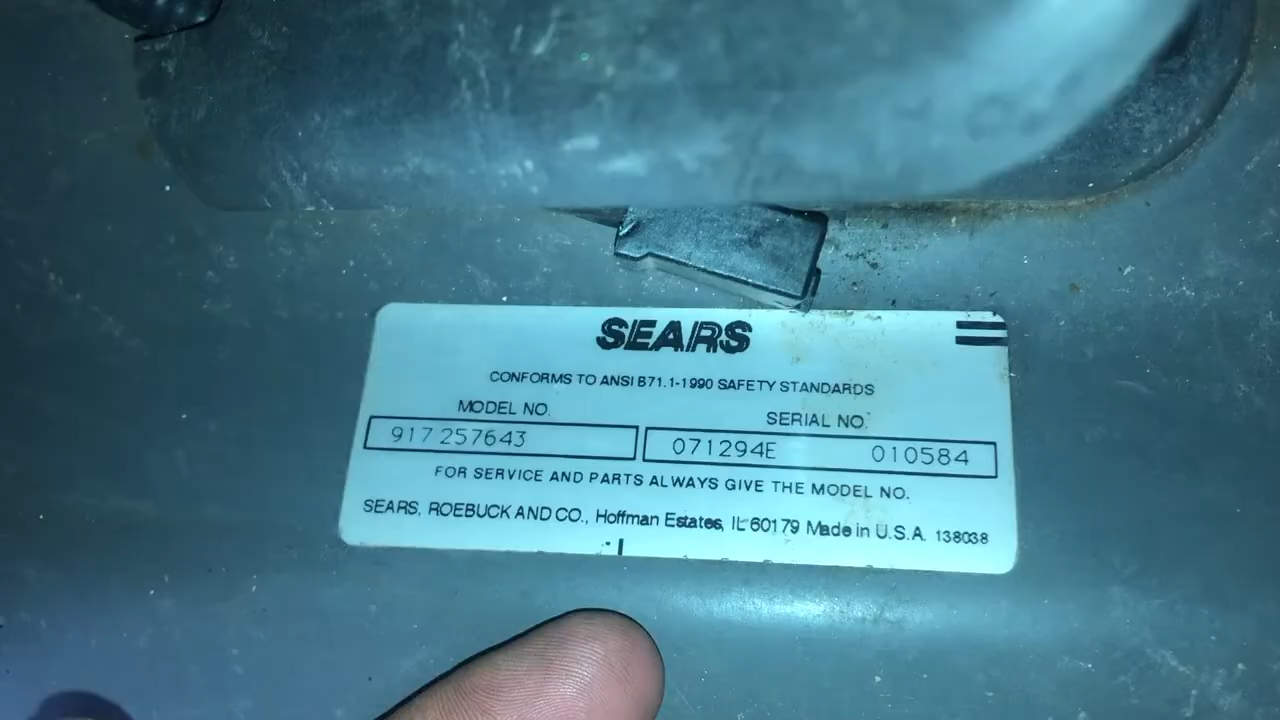 SEARS
CONFORMS TO ANSI B71.1-1990 SAFETY STANDARDS
MODEL NO. SERIAL NO.
917 257643 071294E 010584
FOR SERVICE AND PARTS ALWAYS GIVE THE MODEL NO.
SEARS, ROEBUCK AND CO., Hoffman Estates, IL 60179 Made in U.S.A. 138038